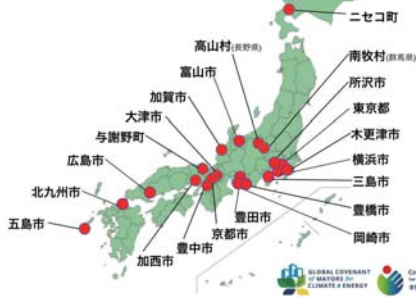 ニセコ町
高山村(長野県)
南牧村(群馬県)
富山市
所沢市
加賀市
東京都
大津市
木更津市
与謝野町
横浜市
広島市
三島市
北九州市
豊橋市
五島市
豊田市
岡崎市
京都市
豊中市
加西市
GLOBAL COVENANT
of MAYORS for
CLIMATE & ENERGY